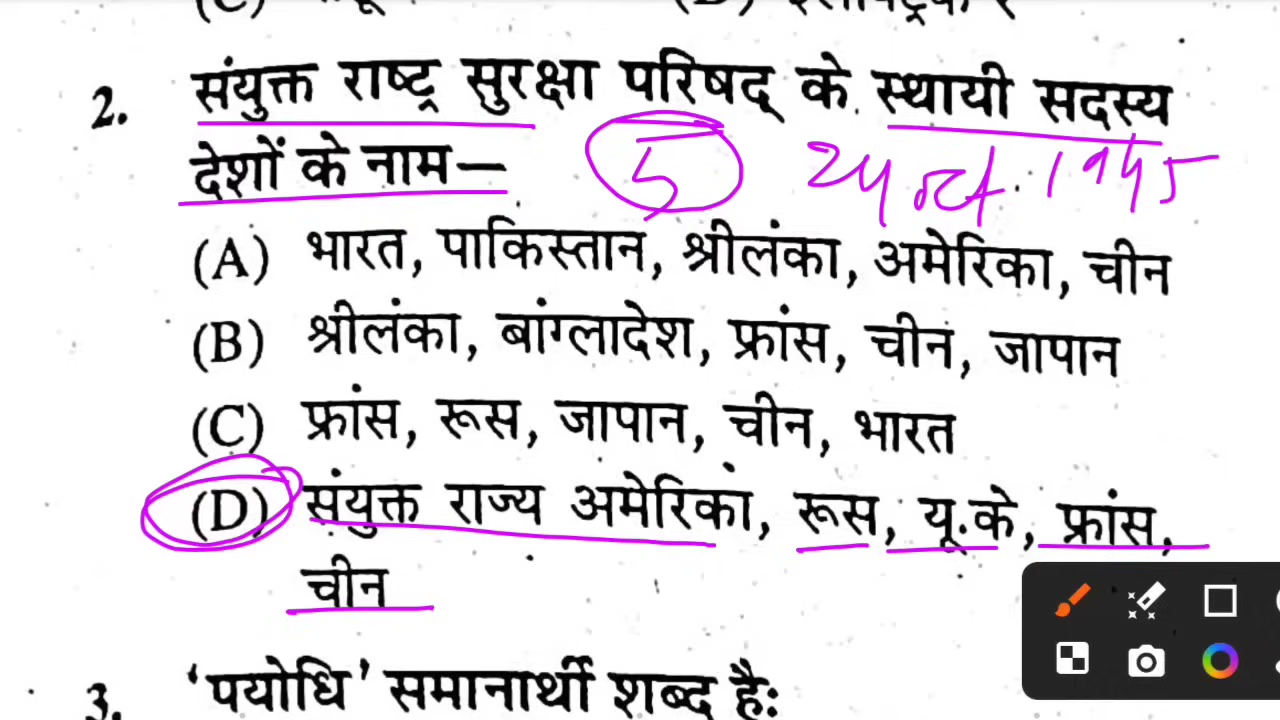 2. संयुक्त राष्ट्र सुरक्षा परिषद् के स्थायी सदस्य
देशों के नाम—
5
24 अक्ट. 1945
(A) भारत, पाकिस्तान, श्रीलंका, अमेरिका, चीन
(B) श्रीलंका, बांग्लादेश, फ्रांस, चीन, जापान
(C) फ्रांस, रूस, जापान, चीन, भारत
(D) संयुक्त राज्य अमेरिका, रूस, यू.के, फ्रांस,
चीन
3. 'पयोधि' समानार्थी शब्द है: